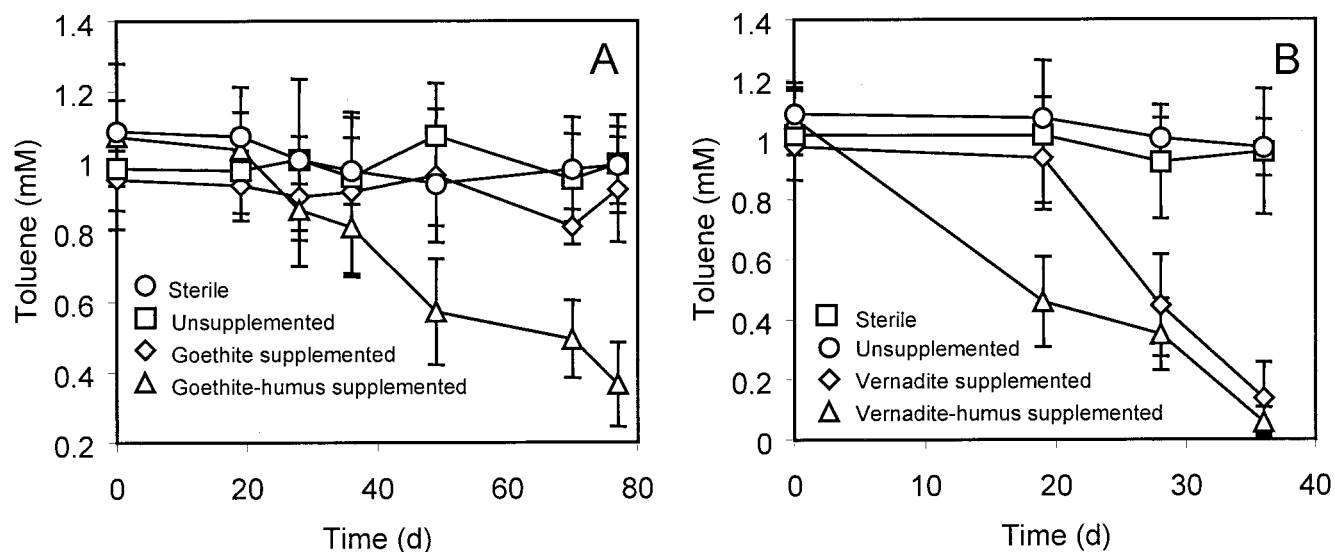 A
1.4
1.2
1
0.8
0.6
0.4
0.2
Toluene (mM)
Sterile
Unsupplemented
Goethite supplemented
Goethite-humus supplemented
0 20 40 60 80
Time (d)
B
1.4
1.2
1
0.8
0.6
0.4
0.2
0
Toluene (mM)
Sterile
Unsupplemented
Vernadite supplemented
Vernadite-humus supplemented
0 10 20 30 40
Time (d)